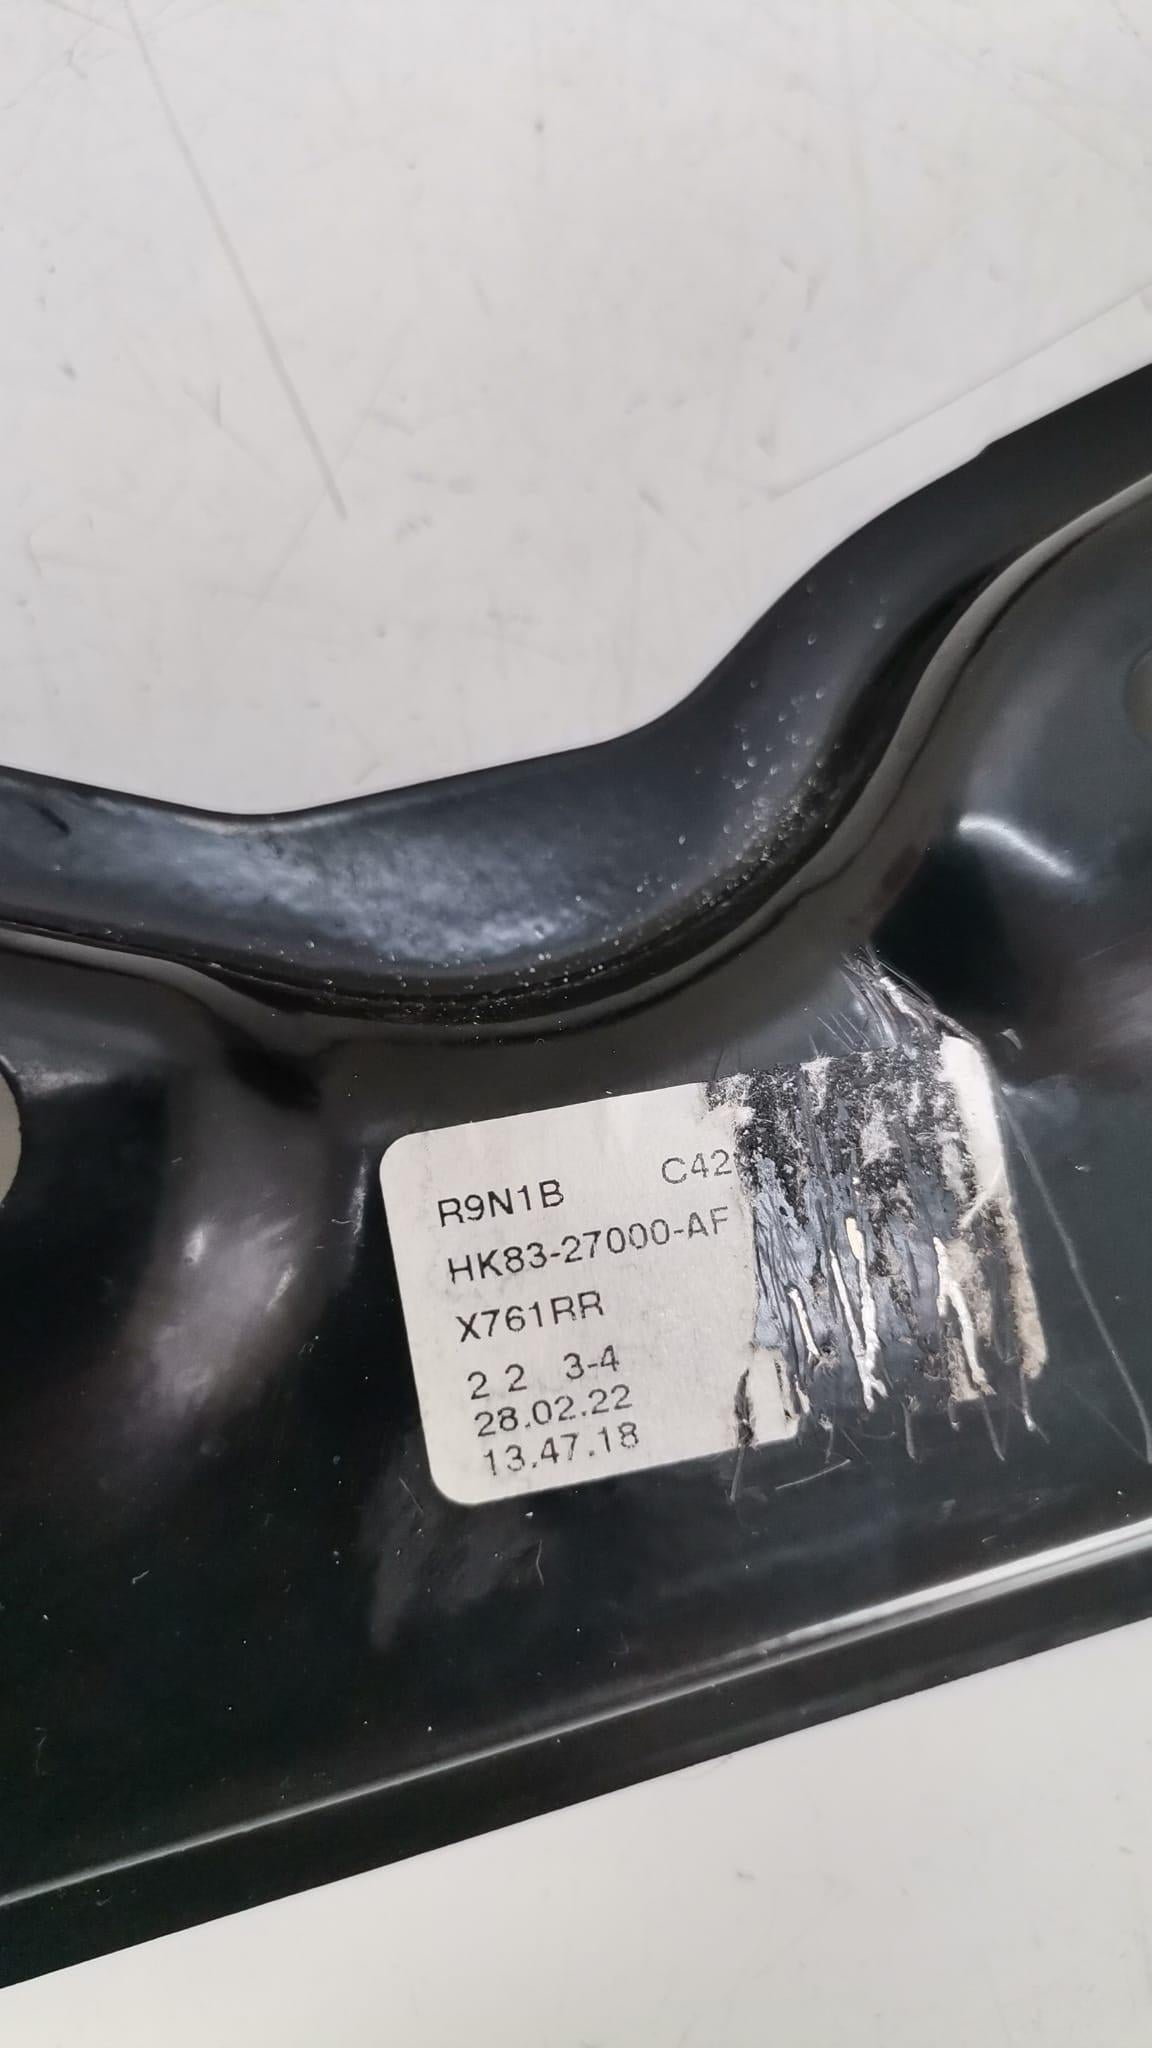 R9N1B C42
HK83-27000-AF
X761RR
2 2 3-4
28.02.22
13.47.18